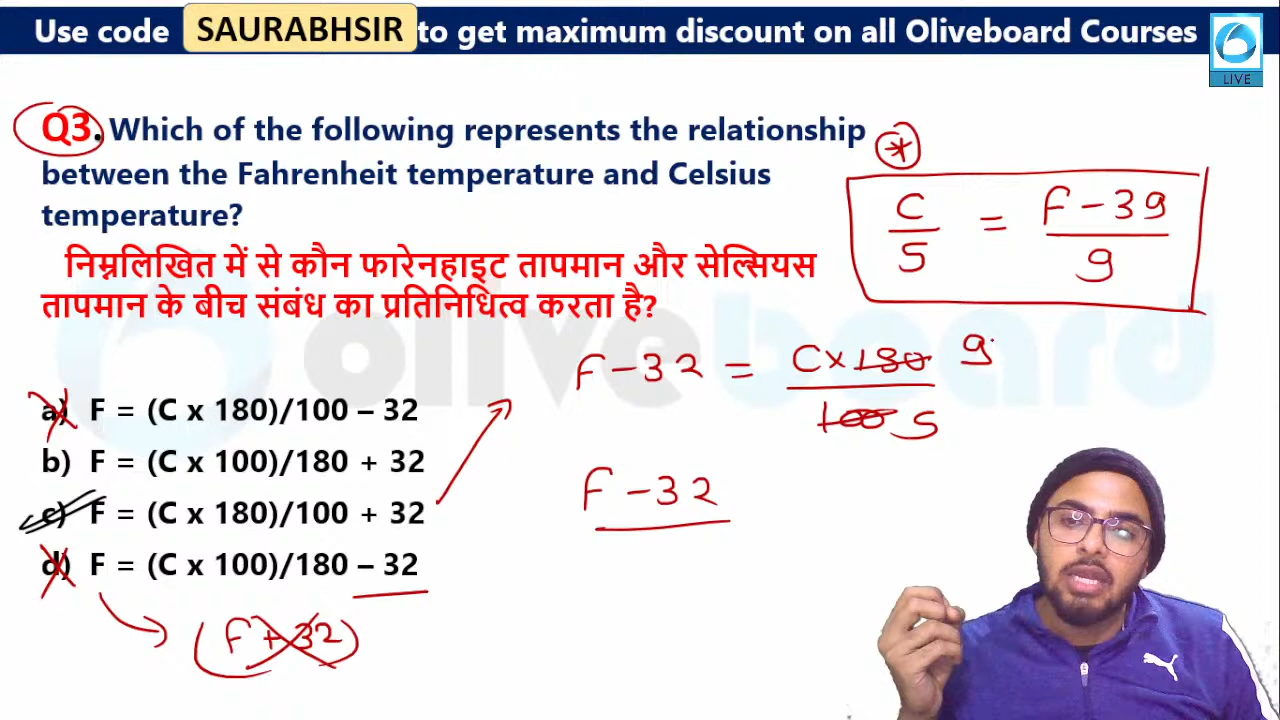 Use code SAURABHSIR to get maximum discount on all Oliveboard Courses
LIVE
Q3. Which of the following represents the relationship
between the Fahrenheit temperature and Celsius
temperature?
निम्नलिखित में से कौन फारेनहाइट तापमान और सेल्सियस
तापमान के बीच संबंध का प्रतिनिधित्व करता है?
*
C/5 = F-39/9
F-32 = C×180 9
100 5
F-32
a) F = (C x 180)/100 – 32
b) F = (C x 100)/180 + 32
c) F = (C x 180)/100 + 32
d) F = (C x 100)/180 – 32
(F+32)
oliveboard